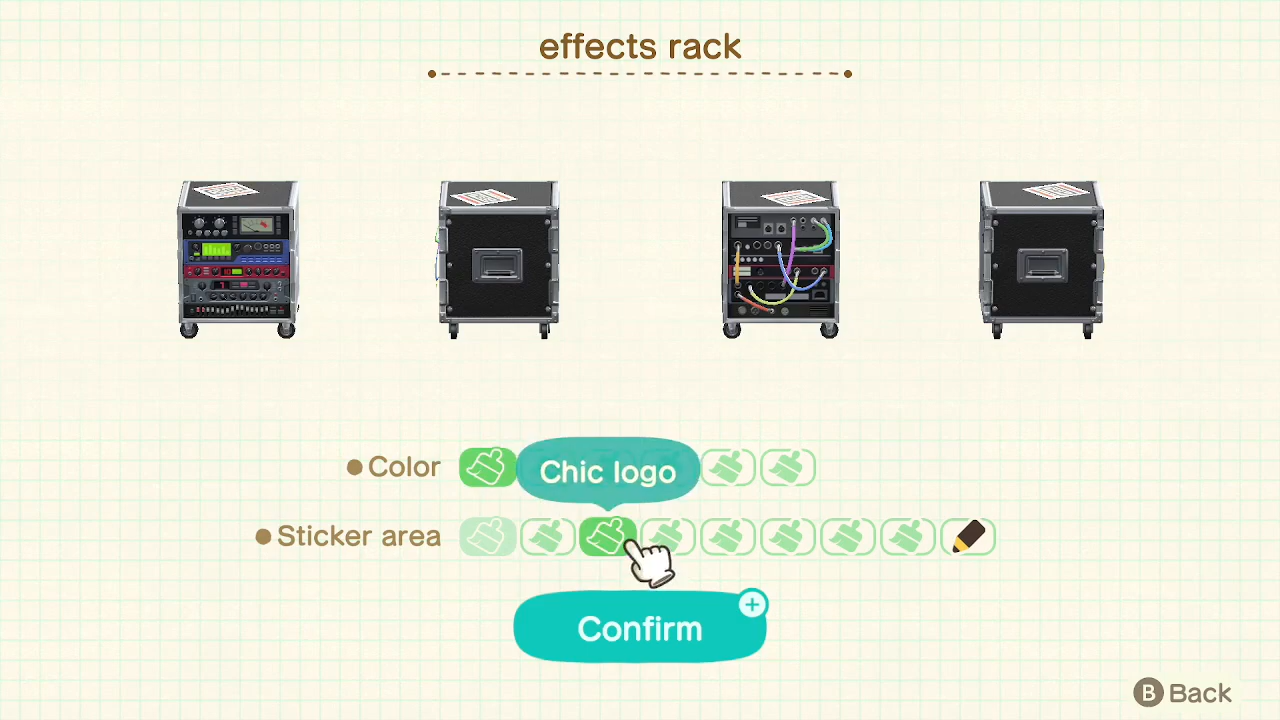 effects rack
Color
Chic logo
Sticker area
Confirm
B Back